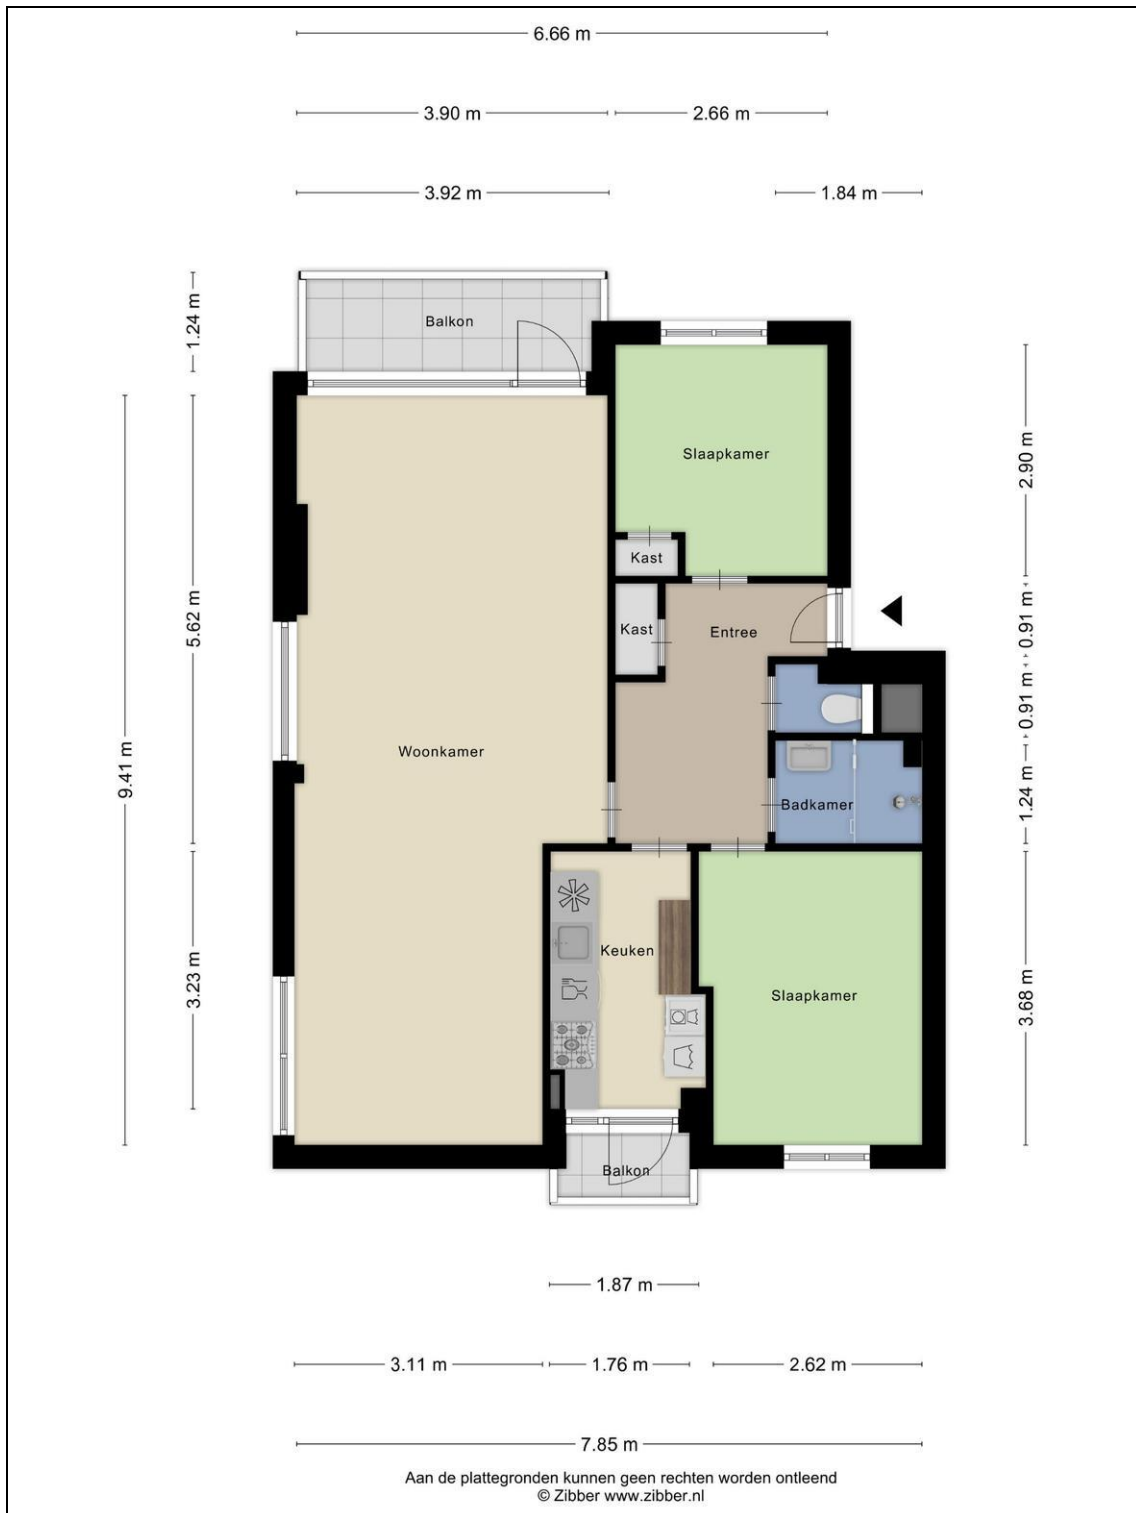 6.66 m
3.90 m
2.66 m
3.92 m
1.84 m
1.24 m
Balkon
2.90 m
Slaapkamer
Kast
Kast
Entree
0.91 m
5.62 m
0.91 m
9.41 m
Woonkamer
1.24 m
Badkamer
Keuken
3.23 m
Slaapkamer
3.68 m
Balkon
1.87 m
3.11 m
1.76 m
2.62 m
7.85 m
Aan de plattegronden kunnen geen rechten worden ontleend
© Zibber www.zibber.nl